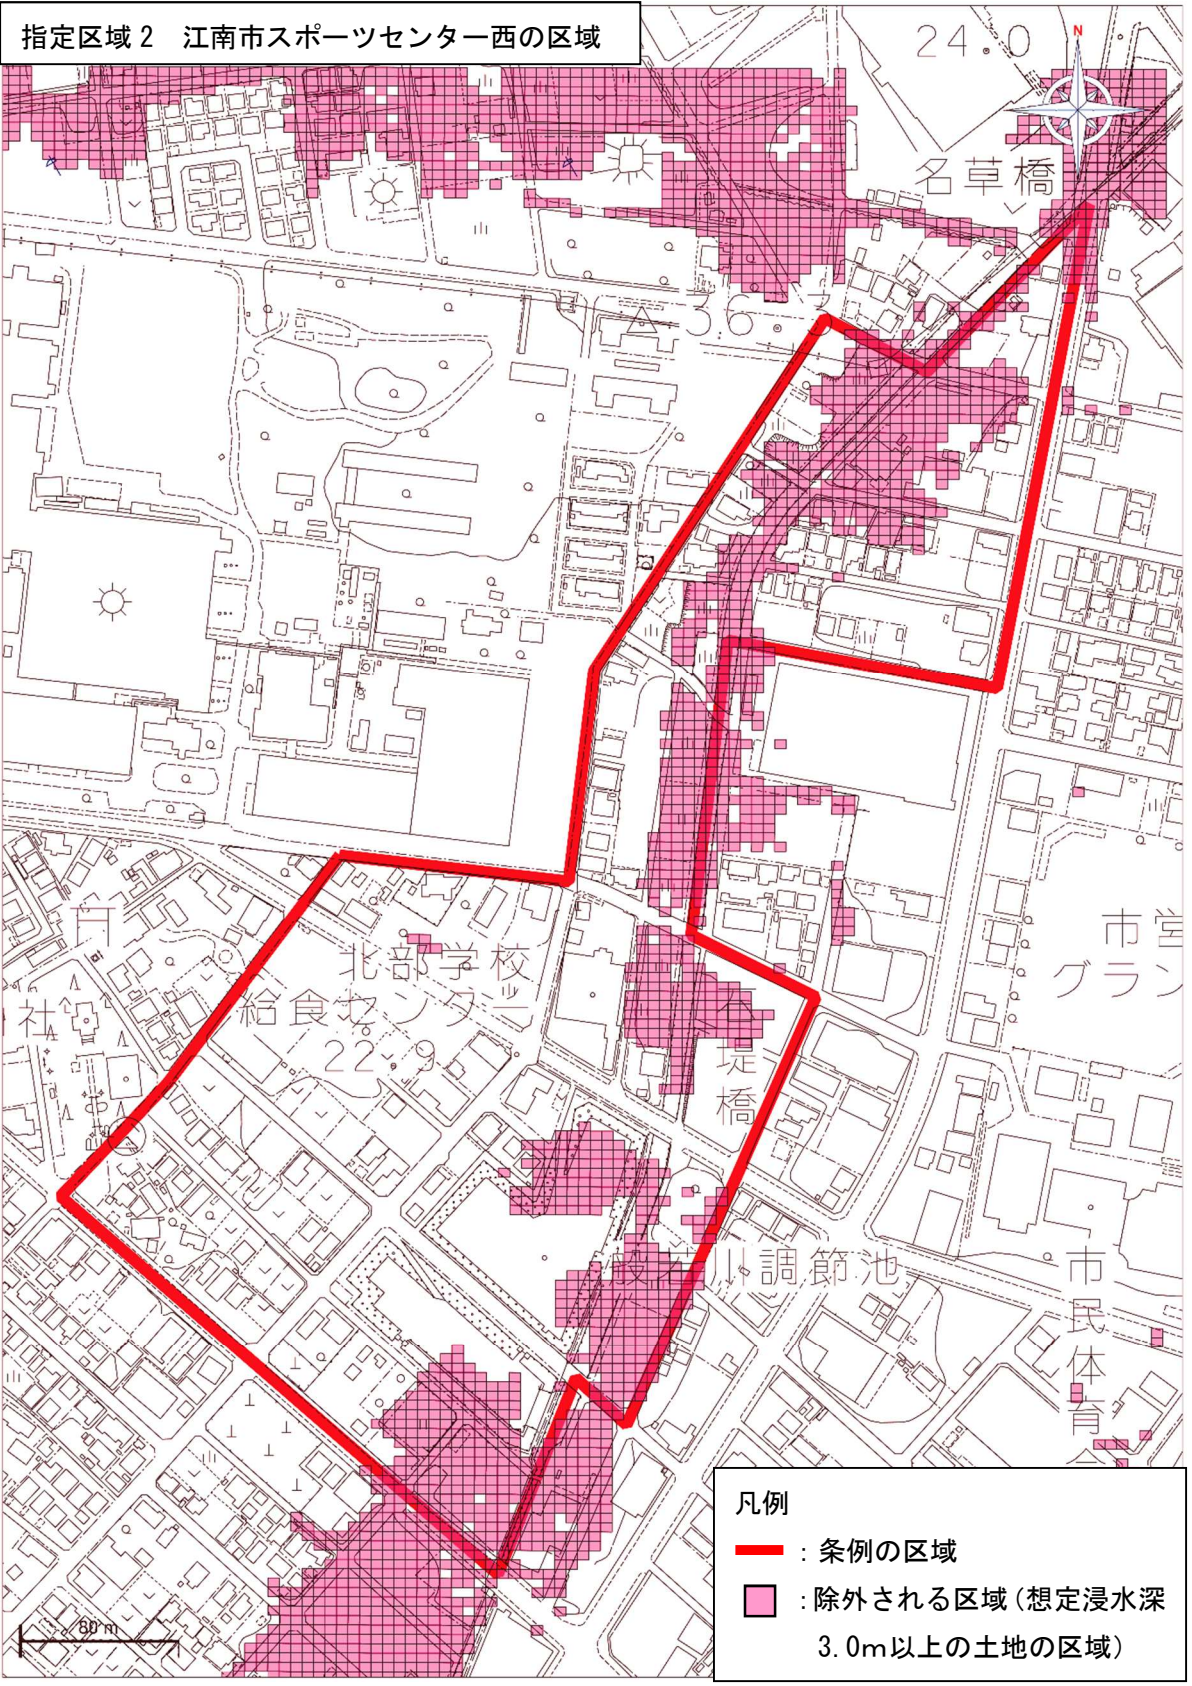 指定区域2 江南市スポーツセンター西の区域
24.0
N
名草橋
36.
北部学校
給食センター
22.9
社
市営
グラン
堤
橋
般若川調節池
市
民
体
育
80m
凡例
：条例の区域
：除外される区域(想定浸水深
3.0m以上の土地の区域)